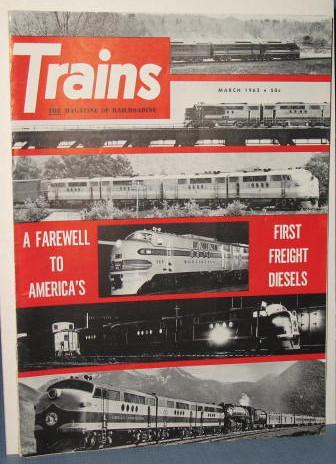 Trains
THE MAGAZINE OF RAILROADING
MARCH 1963 • 50c
A FAREWELL
TO
AMERICA'S
FIRST
FREIGHT
DIESELS